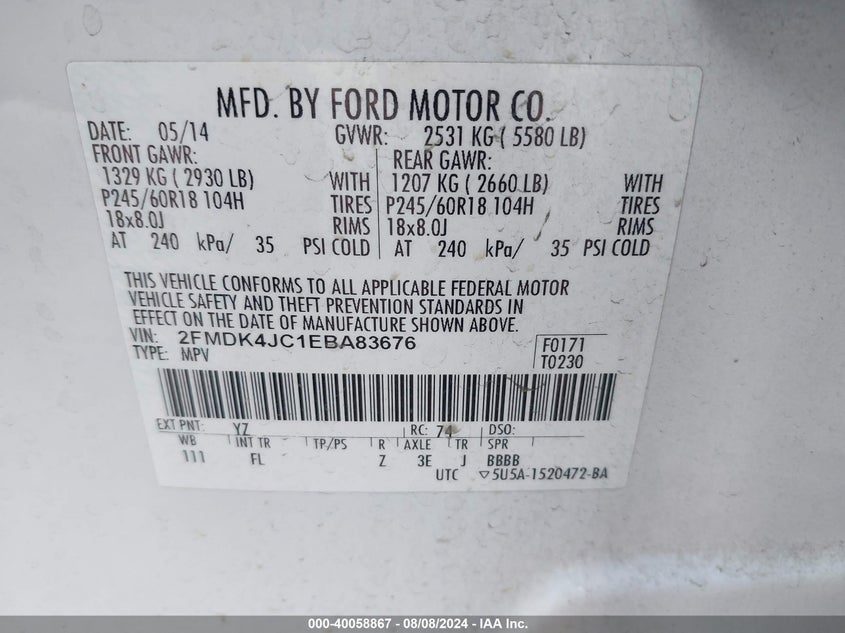 MFD. BY FORD MOTOR CO.
DATE: 05/14 GVWR: 2531 KG ( 5580 LB)
FRONT GAWR: REAR GAWR:
1329 KG ( 2930 LB) WITH 1207 KG ( 2660 LB) WITH
P245/60R18 104H TIRES P245/60R18 104H TIRES
18x8.0J RIMS 18x8.0J RIMS
AT 240 kPa/ 35 PSI COLD AT 240 kPa/ 35 PSI COLD
THIS VEHICLE CONFORMS TO ALL APPLICABLE FEDERAL MOTOR
VEHICLE SAFETY AND THEFT PREVENTION STANDARDS IN
EFFECT ON THE DATE OF MANUFACTURE SHOWN ABOVE.
VIN: 2FMDK4JC1EBA83676 F0171
TYPE: MPV T0230
EXT PNT: YZ RC: 74 DSO:
WB INT TR TP/PS R AXLE TR SPR
111 FL Z 3E J BBBB
UTC ▽5U5A-1520472-BA
000-40058867 - 08/08/2024 - IAA Inc.